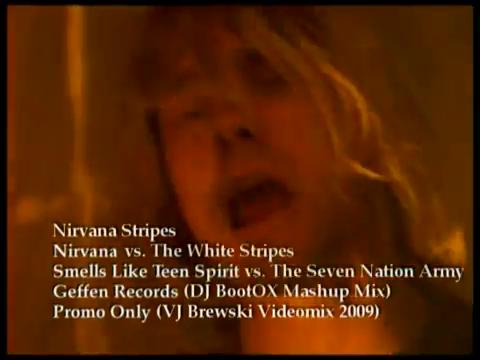 Nirvana Stripes
Nirvana vs. The White Stripes
Smells Like Teen Spirit vs. The Seven Nation Army
Geffen Records (DJ BootOX Mashup Mix)
Promo Only (VJ Brewski Videomix 2009)